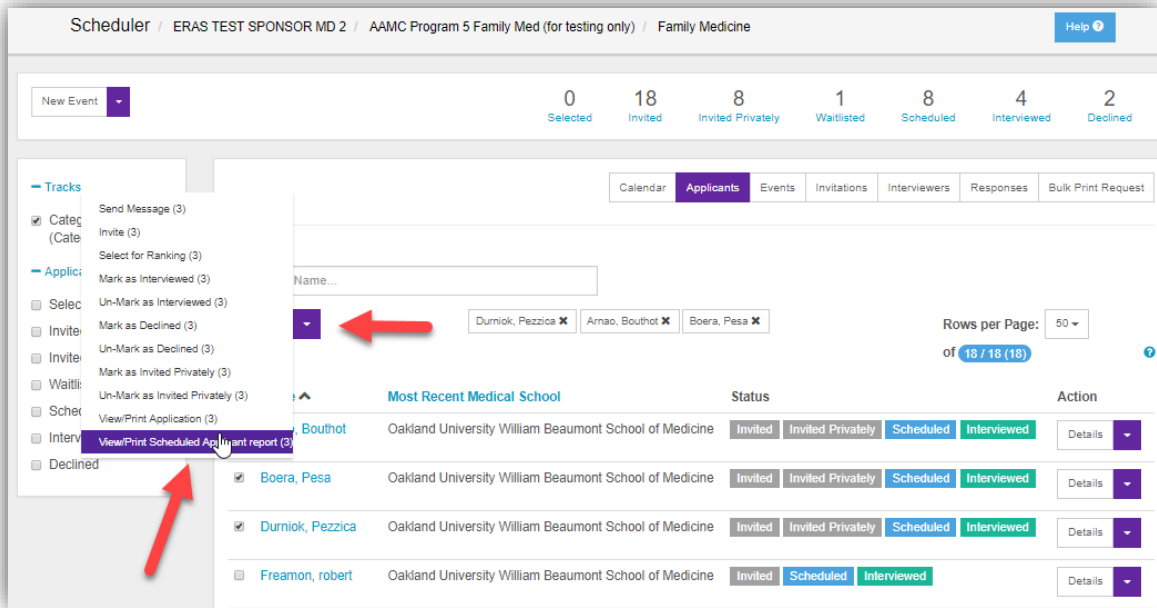 Scheduler / ERAS TEST SPONSOR MD 2 / AAMC Program 5 Family Med (for testing only) / Family Medicine
Help
New Event
0 18 8 1 8 4 2
Selected Invited Invited Privately Waitlisted Scheduled Interviewed Declined
Tracks
Calendar Applicants Events Invitations Interviewers Responses Bulk Print Request
Send Message (3)
Invite (3)
Select for Ranking (3)
Mark as Interviewed (3)
Un-Mark as Interviewed (3)
Mark as Declined (3)
Un-Mark as Declined (3)
Mark as Invited Privately (3)
Un-Mark as Invited Privately (3)
View/Print Application (3)
View/Print Scheduled Applicant report (3)
Categ
(Cate
Applica
Selec
Invite
Invite
Waitli
Sched
Interv
Declined
Name...
Durniok, Pezzica ✖ Arnao, Bouthot ✖ Boera, Pesa ✖
Rows per Page: 50
of 18 / 18 (18)
Most Recent Medical School Status Action
, Bouthot Oakland University William Beaumont School of Medicine Invited Invited Privately Scheduled Interviewed Details
Boera, Pesa Oakland University William Beaumont School of Medicine Invited Invited Privately Scheduled Interviewed Details
Durniok, Pezzica Oakland University William Beaumont School of Medicine Invited Invited Privately Scheduled Interviewed Details
Freamon, robert Oakland University William Beaumont School of Medicine Invited Scheduled Interviewed Details